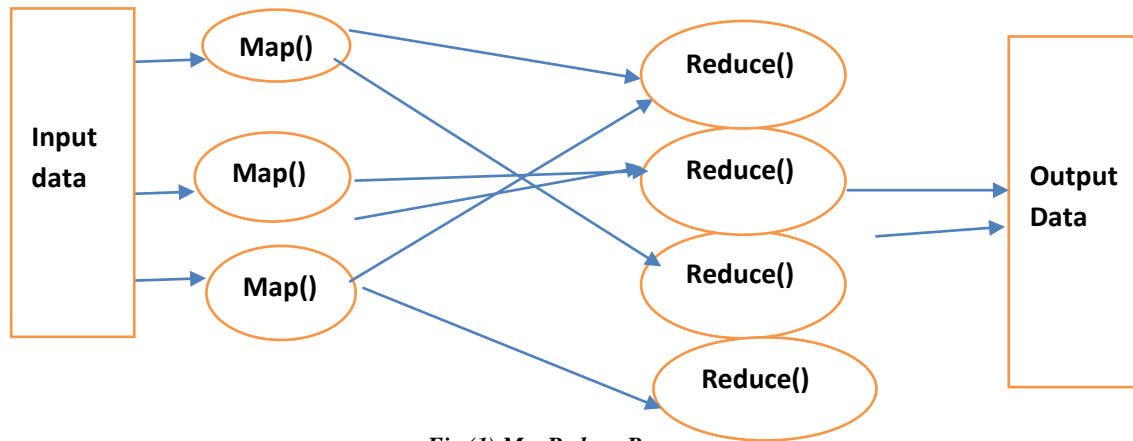 Input
data
Map()
Map()
Map()
Reduce()
Reduce()
Reduce()
Reduce()
Output
Data